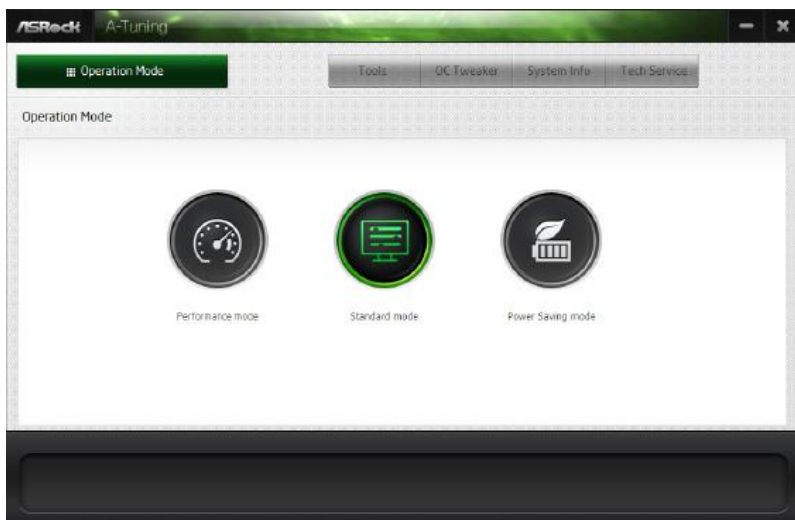 ASRock A-Tuning
Operation Mode Tools OC Tweaker System Info Tech Service
Operation Mode
Performance mode Standard mode Power Saving mode